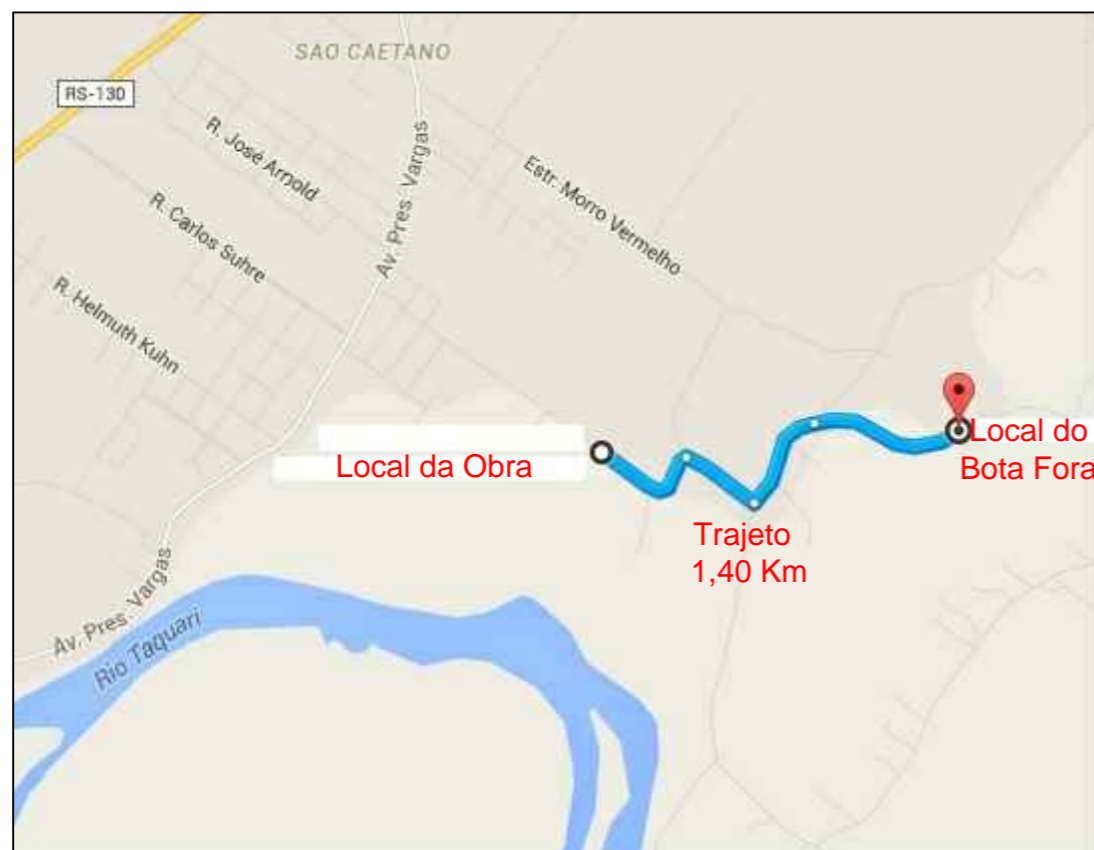 SAO CAETANO
RS-130
R. José Arnold
Av. Pres. Vargas
Estr. Morro Vermelho
R. Carlos Suhre
R. Helmuth Kuhn
Local do
Bota Fora
Local da Obra
Trajeto
1,40 Km
Av. Pres. Vargas
Rio Taquari